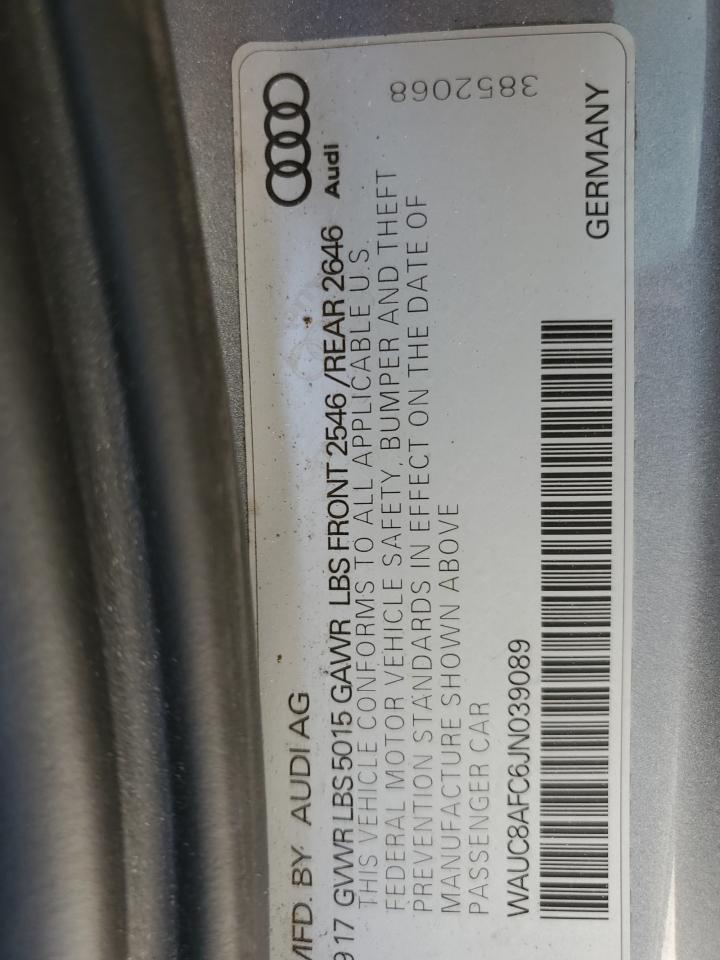 MFD. BY. AUDI AG
917 GVWR LBS 5015 GAWR LBS FRONT 2546 /REAR 2646
Audi
THIS VEHICLE CONFORMS TO ALL APPLICABLE U.S
FEDERAL MOTOR VEHICLE SAFETY, BUMPER AND THEFT
PREVENTION STANDARDS IN EFFECT ON THE DATE OF
MANUFACTURE SHOWN ABOVE
PASSENGER CAR
WAUC8AFC6JN039089
GERMANY
3852068